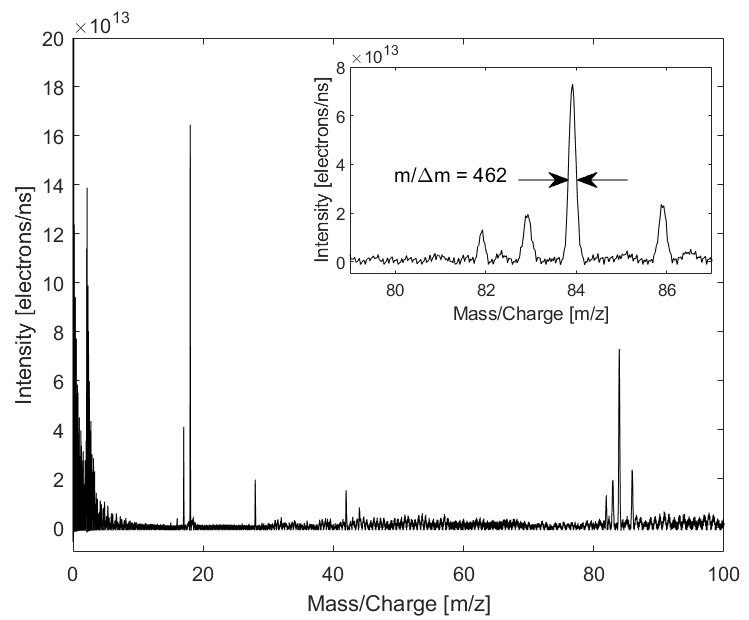 ×10^13
20
18
16
14
12
10
8
6
4
2
0
Intensity [electrons/ns]
0 20 40 60 80 100
Mass/Charge [m/z]
×10^13
8
6
4
2
0
Intensity [electrons/ns]
m/Δm = 462
80 82 84 86
Mass/Charge [m/z]